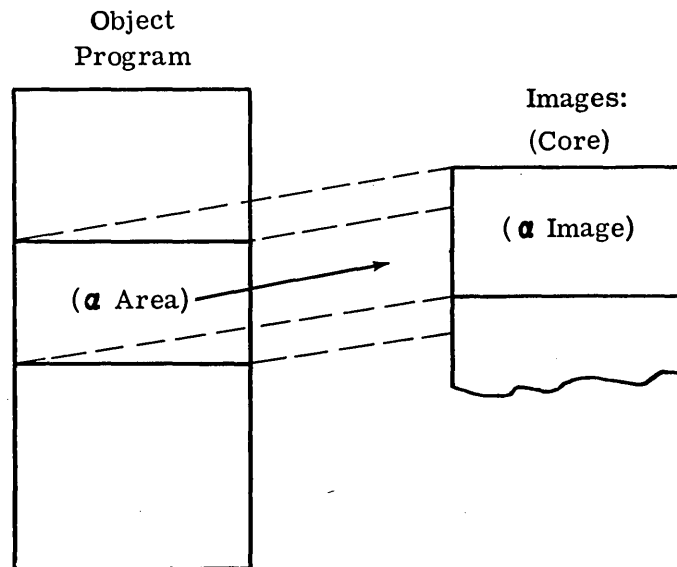 Object
Program
Images:
(Core)
(α Image)
(α Area)